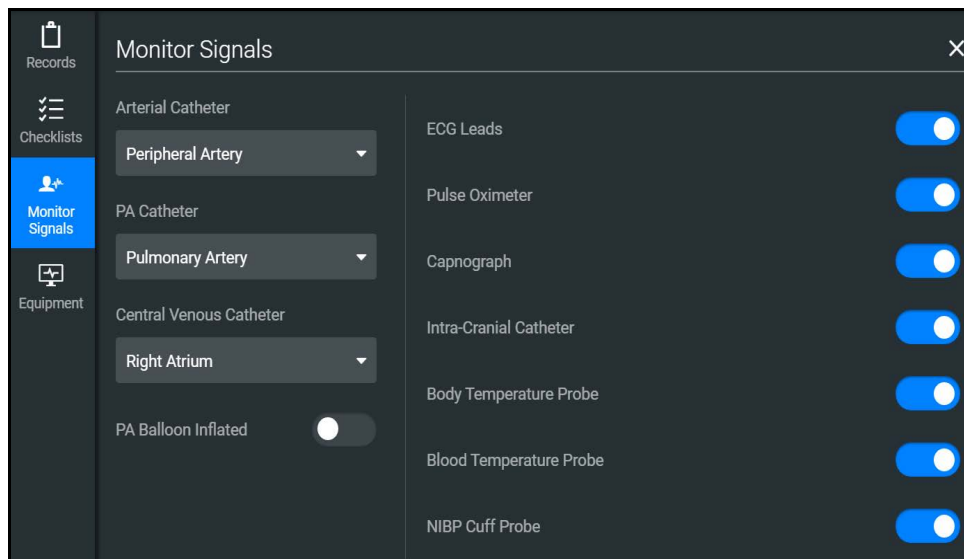 Records
Checklists
Monitor
Signals
Equipment
Monitor Signals
Arterial Catheter
Peripheral Artery
PA Catheter
Pulmonary Artery
Central Venous Catheter
Right Atrium
PA Balloon Inflated
ECG Leads
Pulse Oximeter
Capnograph
Intra-Cranial Catheter
Body Temperature Probe
Blood Temperature Probe
NIBP Cuff Probe